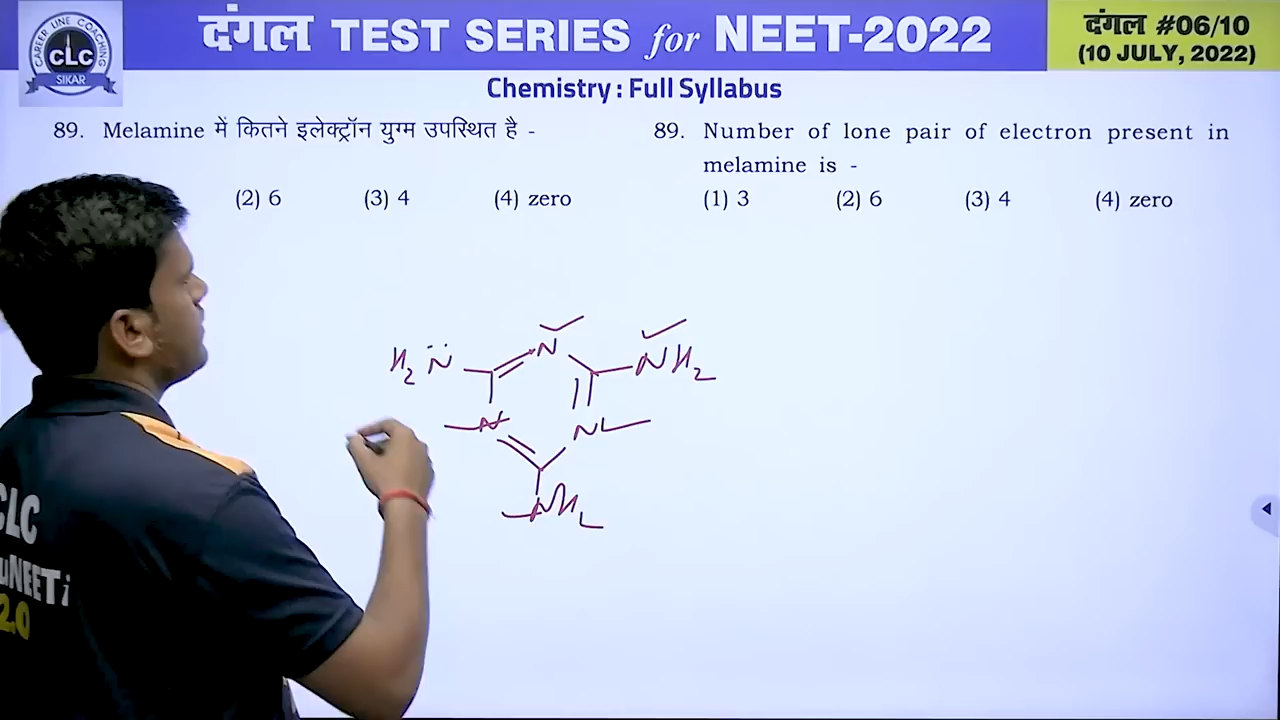 CAREER LINE COACHING
CLC
SIKAR
दंगल TEST SERIES for NEET-2022
दंगल #06/10
(10 JULY, 2022)
Chemistry : Full Syllabus
89. Melamine में कितने इलेक्ट्रॉन युग्म उपस्थित है -
(2) 6 (3) 4 (4) zero
89. Number of lone pair of electron present in
melamine is -
(1) 3 (2) 6 (3) 4 (4) zero
H2N N NH2
N N
NH2
CLC
NEET i
2.0